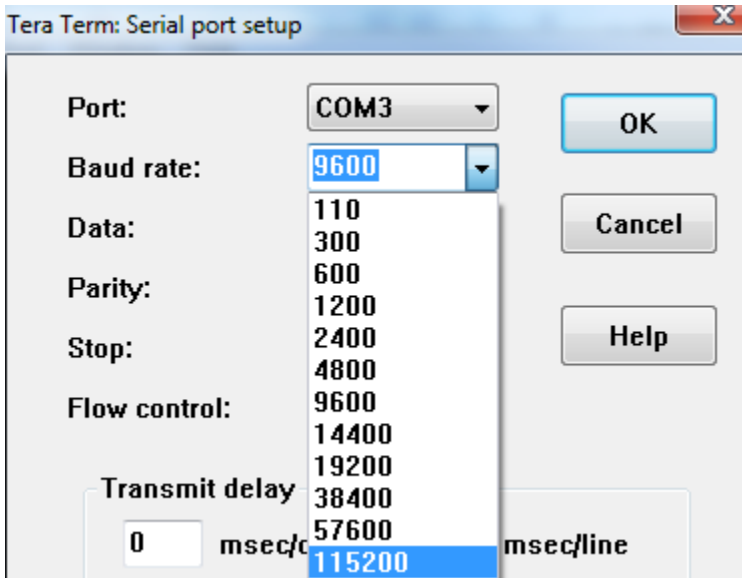 Tera Term: Serial port setup
x
Port:
COM3
OK
Baud rate:
9600
110
300
600
1200
2400
4800
9600
14400
19200
38400
57600
115200
Data:
Cancel
Parity:
Stop:
Help
Flow control:
Transmit delay
0
msec/
msec/line